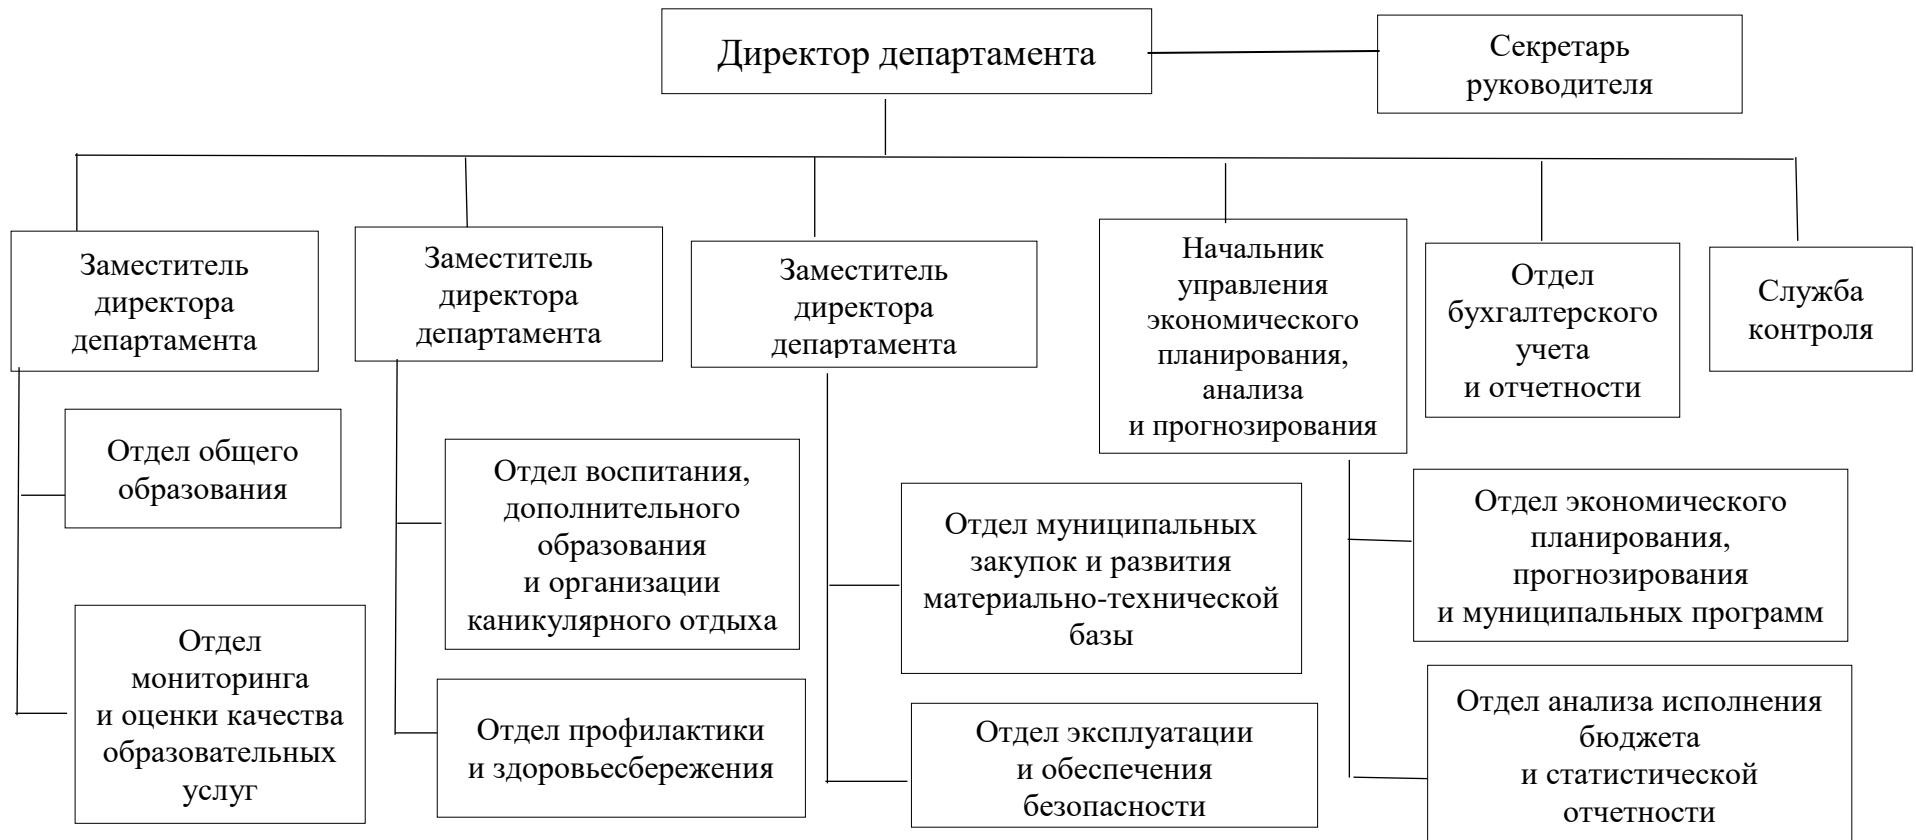 Директор департамента
Секретарь
руководителя
Заместитель
директора
департамента
Заместитель
директора
департамента
Заместитель
директора
департамента
Начальник
управления
экономического
планирования,
анализа
и прогнозирования
Отдел
бухгалтерского
учета
и отчетности
Служба
контроля
Отдел общего
образования
Отдел
мониторинга
и оценки качества
образовательных
услуг
Отдел воспитания,
дополнительного
образования
и организации
каникулярного отдыха
Отдел профилактики
и здоровьесбережения
Отдел муниципальных
закупок и развития
материально-технической
базы
Отдел эксплуатации
и обеспечения
безопасности
Отдел экономического
планирования,
прогнозирования
и муниципальных программ
Отдел анализа исполнения
бюджета
и статистической
отчетности